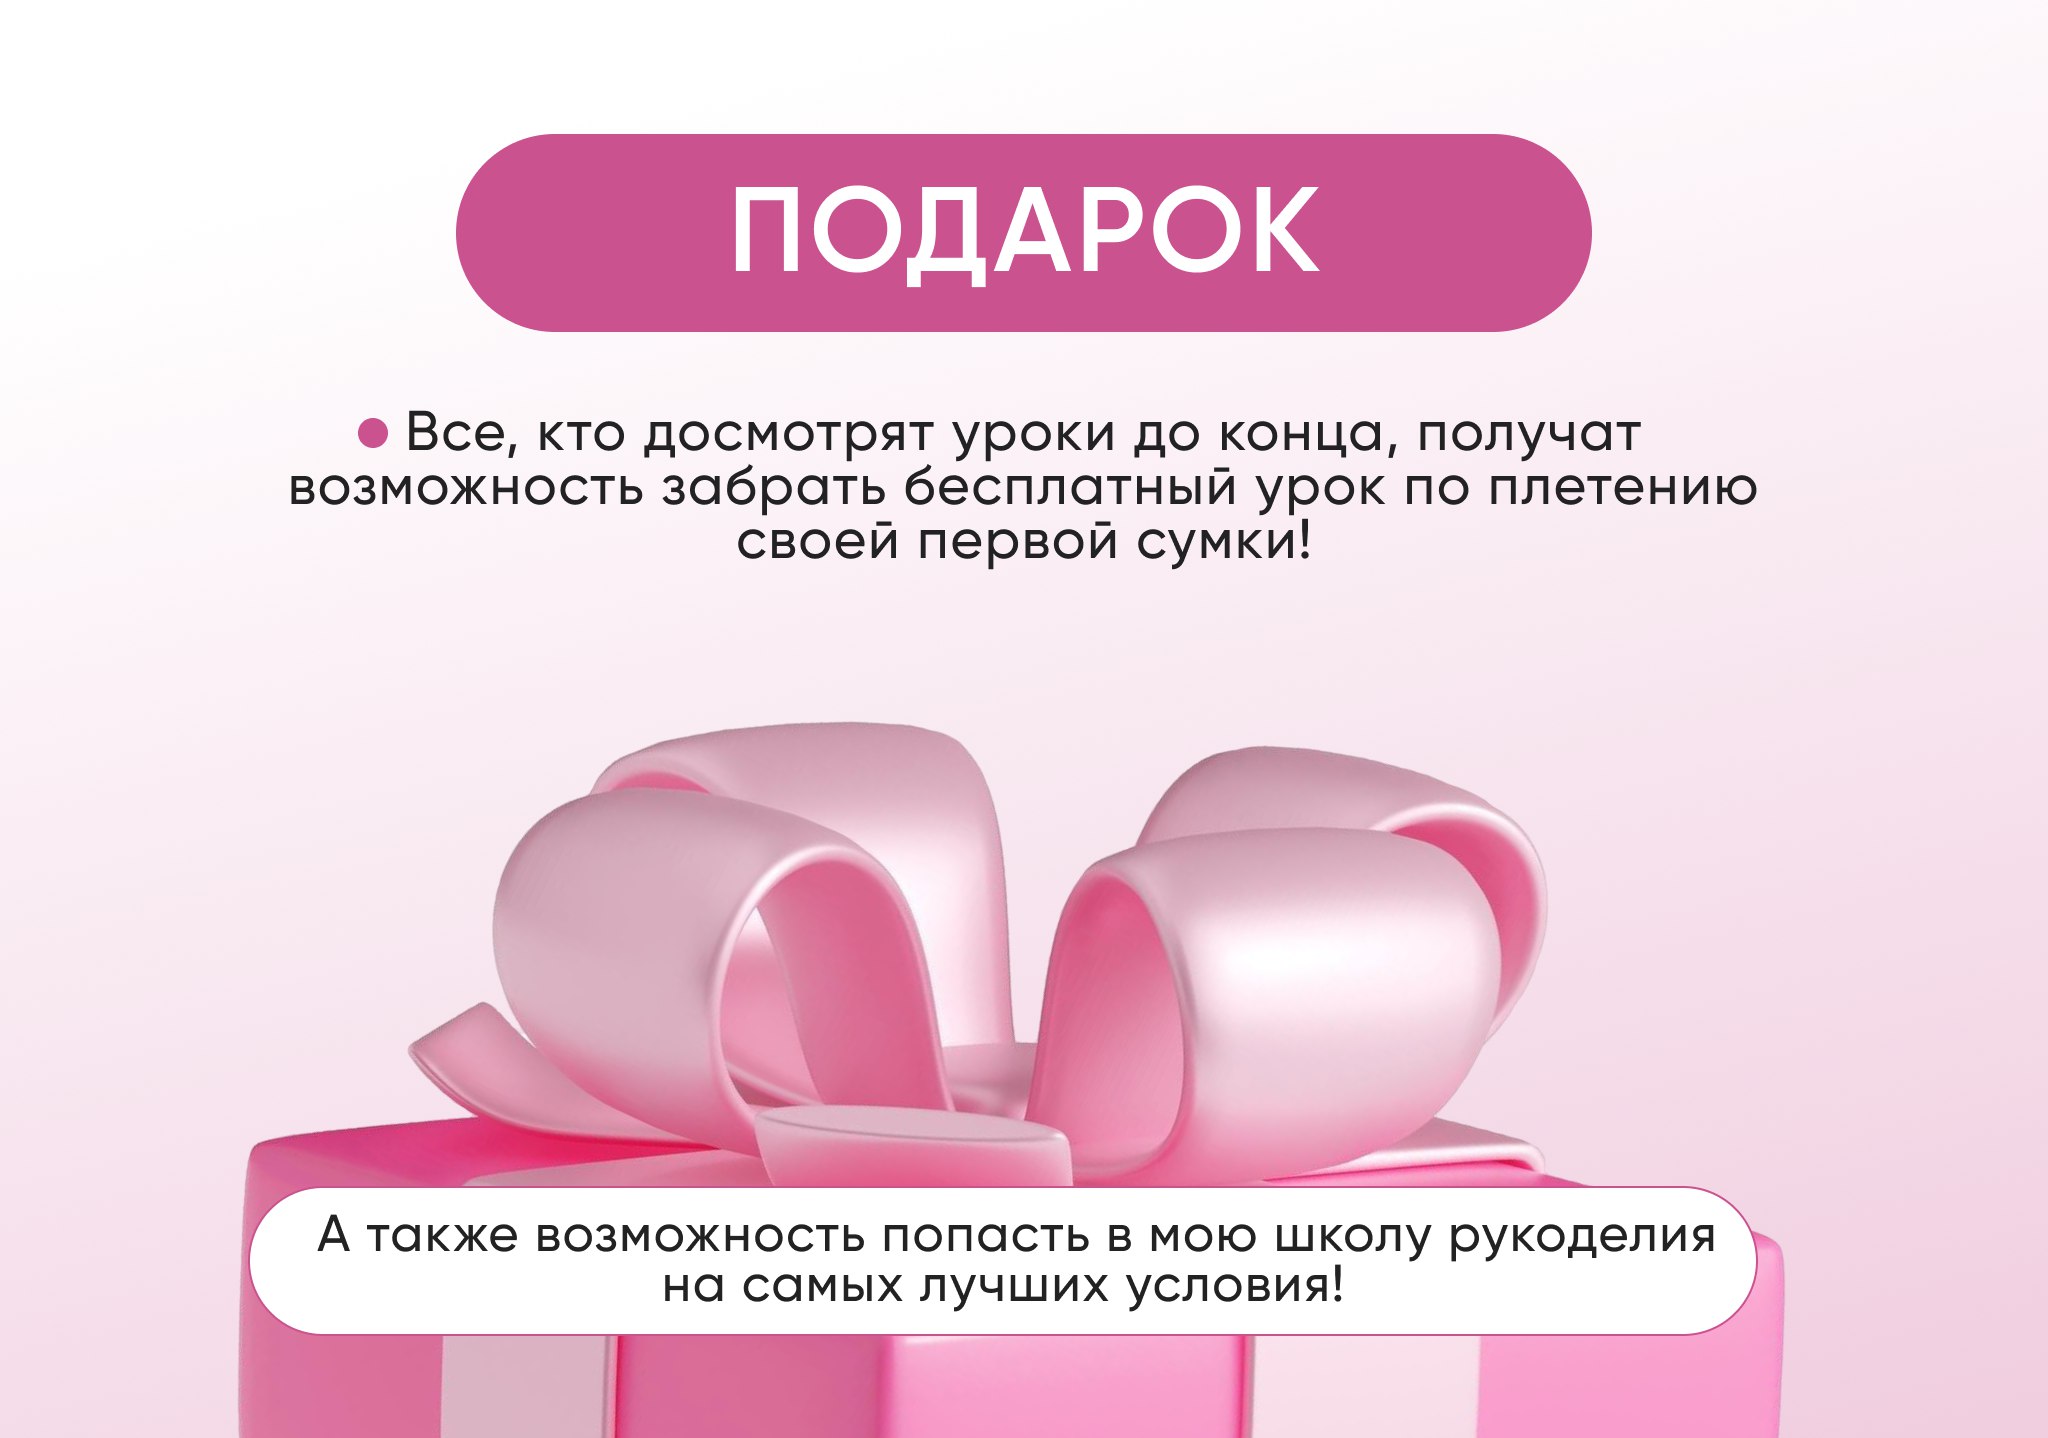 ПОДАРОК
Все, кто досмотрят уроки до конца, получат
возможность забрать бесплатный урок по плетению
своей первой сумки!
А также возможность попасть в мою школу рукоделия
на самых лучших условия!